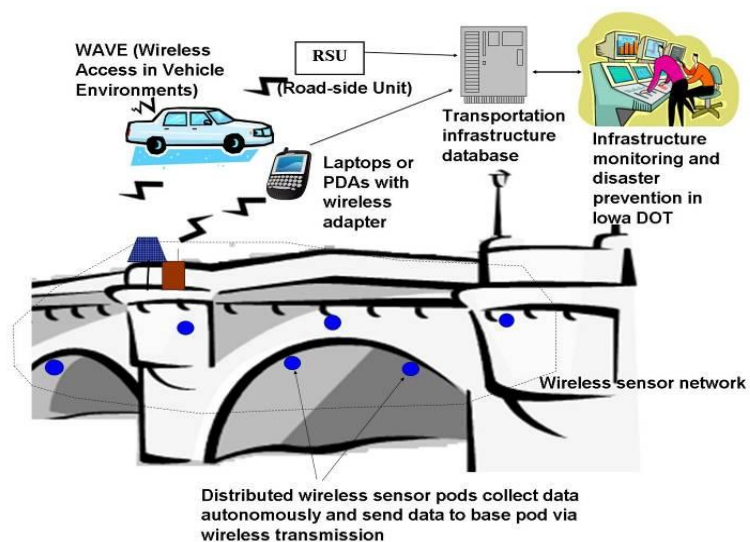 WAVE (Wireless
Access in Vehicle
Environments)
RSU
(Road-side Unit)
Transportation
infrastructure
database
Infrastructure
monitoring and
disaster
prevention in
Iowa DOT
Laptops or
PDAs with
wireless
adapter
Wireless sensor network
Distributed wireless sensor pods collect data
autonomously and send data to base pod via
wireless transmission